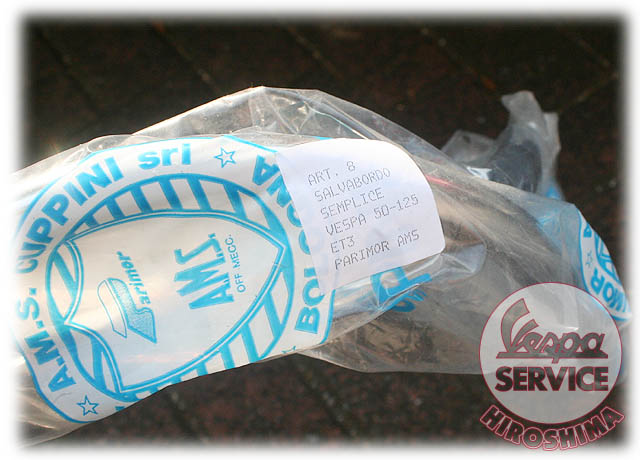 A.M.S. CUPPINI srl
BOLOGNA
Parimor
A.M.S.
OFF. MECC.
ART. 8
SALVABORDO
SEMPLICE
VESPA 50-125
ET3
PARIMOR AMS
Vespa
SERVICE
HIROSHIMA